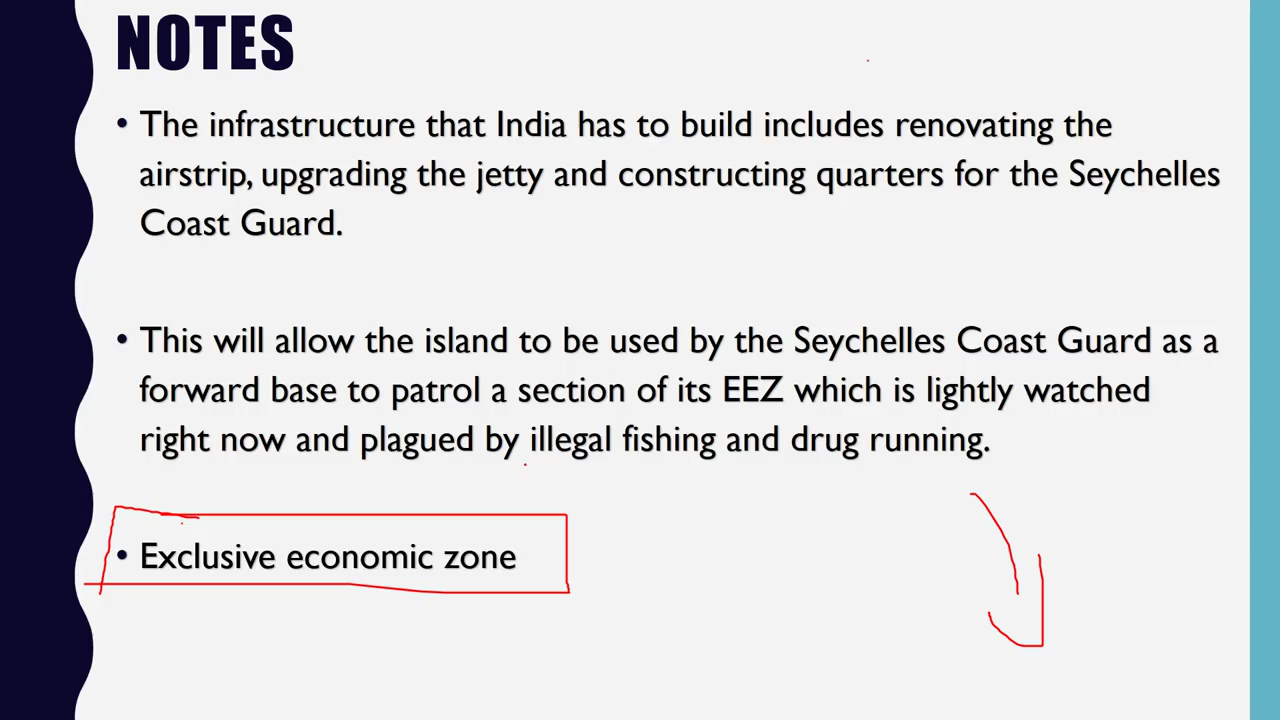 NOTES
• The infrastructure that India has to build includes renovating the
airstrip, upgrading the jetty and constructing quarters for the Seychelles
Coast Guard.
• This will allow the island to be used by the Seychelles Coast Guard as a
forward base to patrol a section of its EEZ which is lightly watched
right now and plagued by illegal fishing and drug running.
• Exclusive economic zone